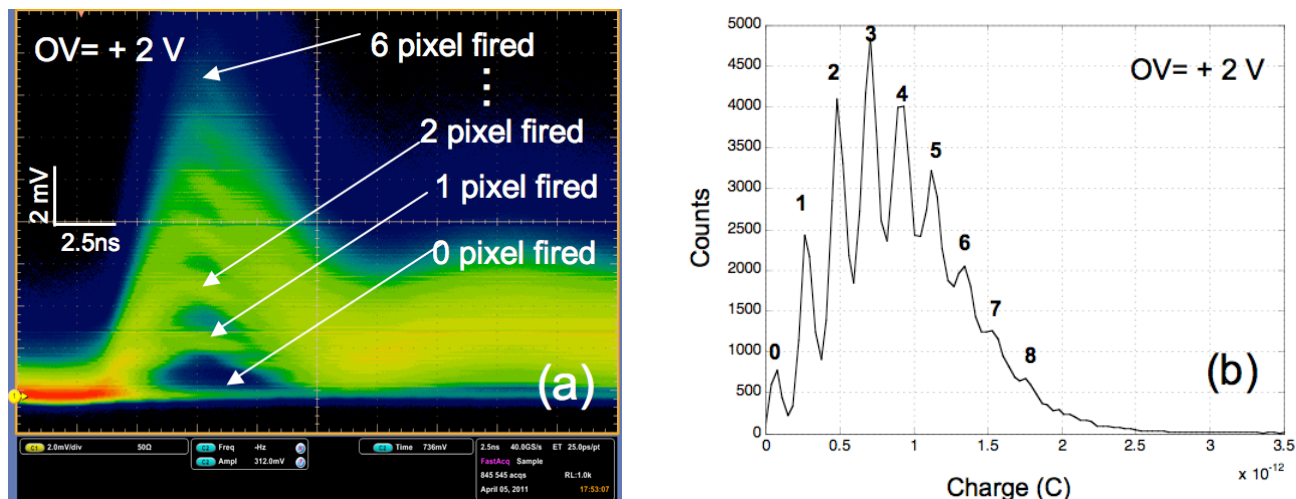 OV= + 2 V
6 pixel fired
2 pixel fired
1 pixel fired
0 pixel fired
2 mV
2.5ns
(a)
1
C1 2.0mV/div 50Ω
C2 Freq -Hz
C2 Ampl 312.0mV
C2 Time 736mV
2.5ns 40.0GS/s ET 25.0ps/pt
FastAcq Sample
845 545 acqs RL:1.0k
April 05, 2011 17:53:07
5000
4500
4000
3500
3000
2500
2000
1500
1000
500
0
Counts
0
1
2
3
4
5
6
7
8
OV= + 2 V
(b)
0 0.5 1 1.5 2 2.5 3 3.5
x 10⁻¹²
Charge (C)